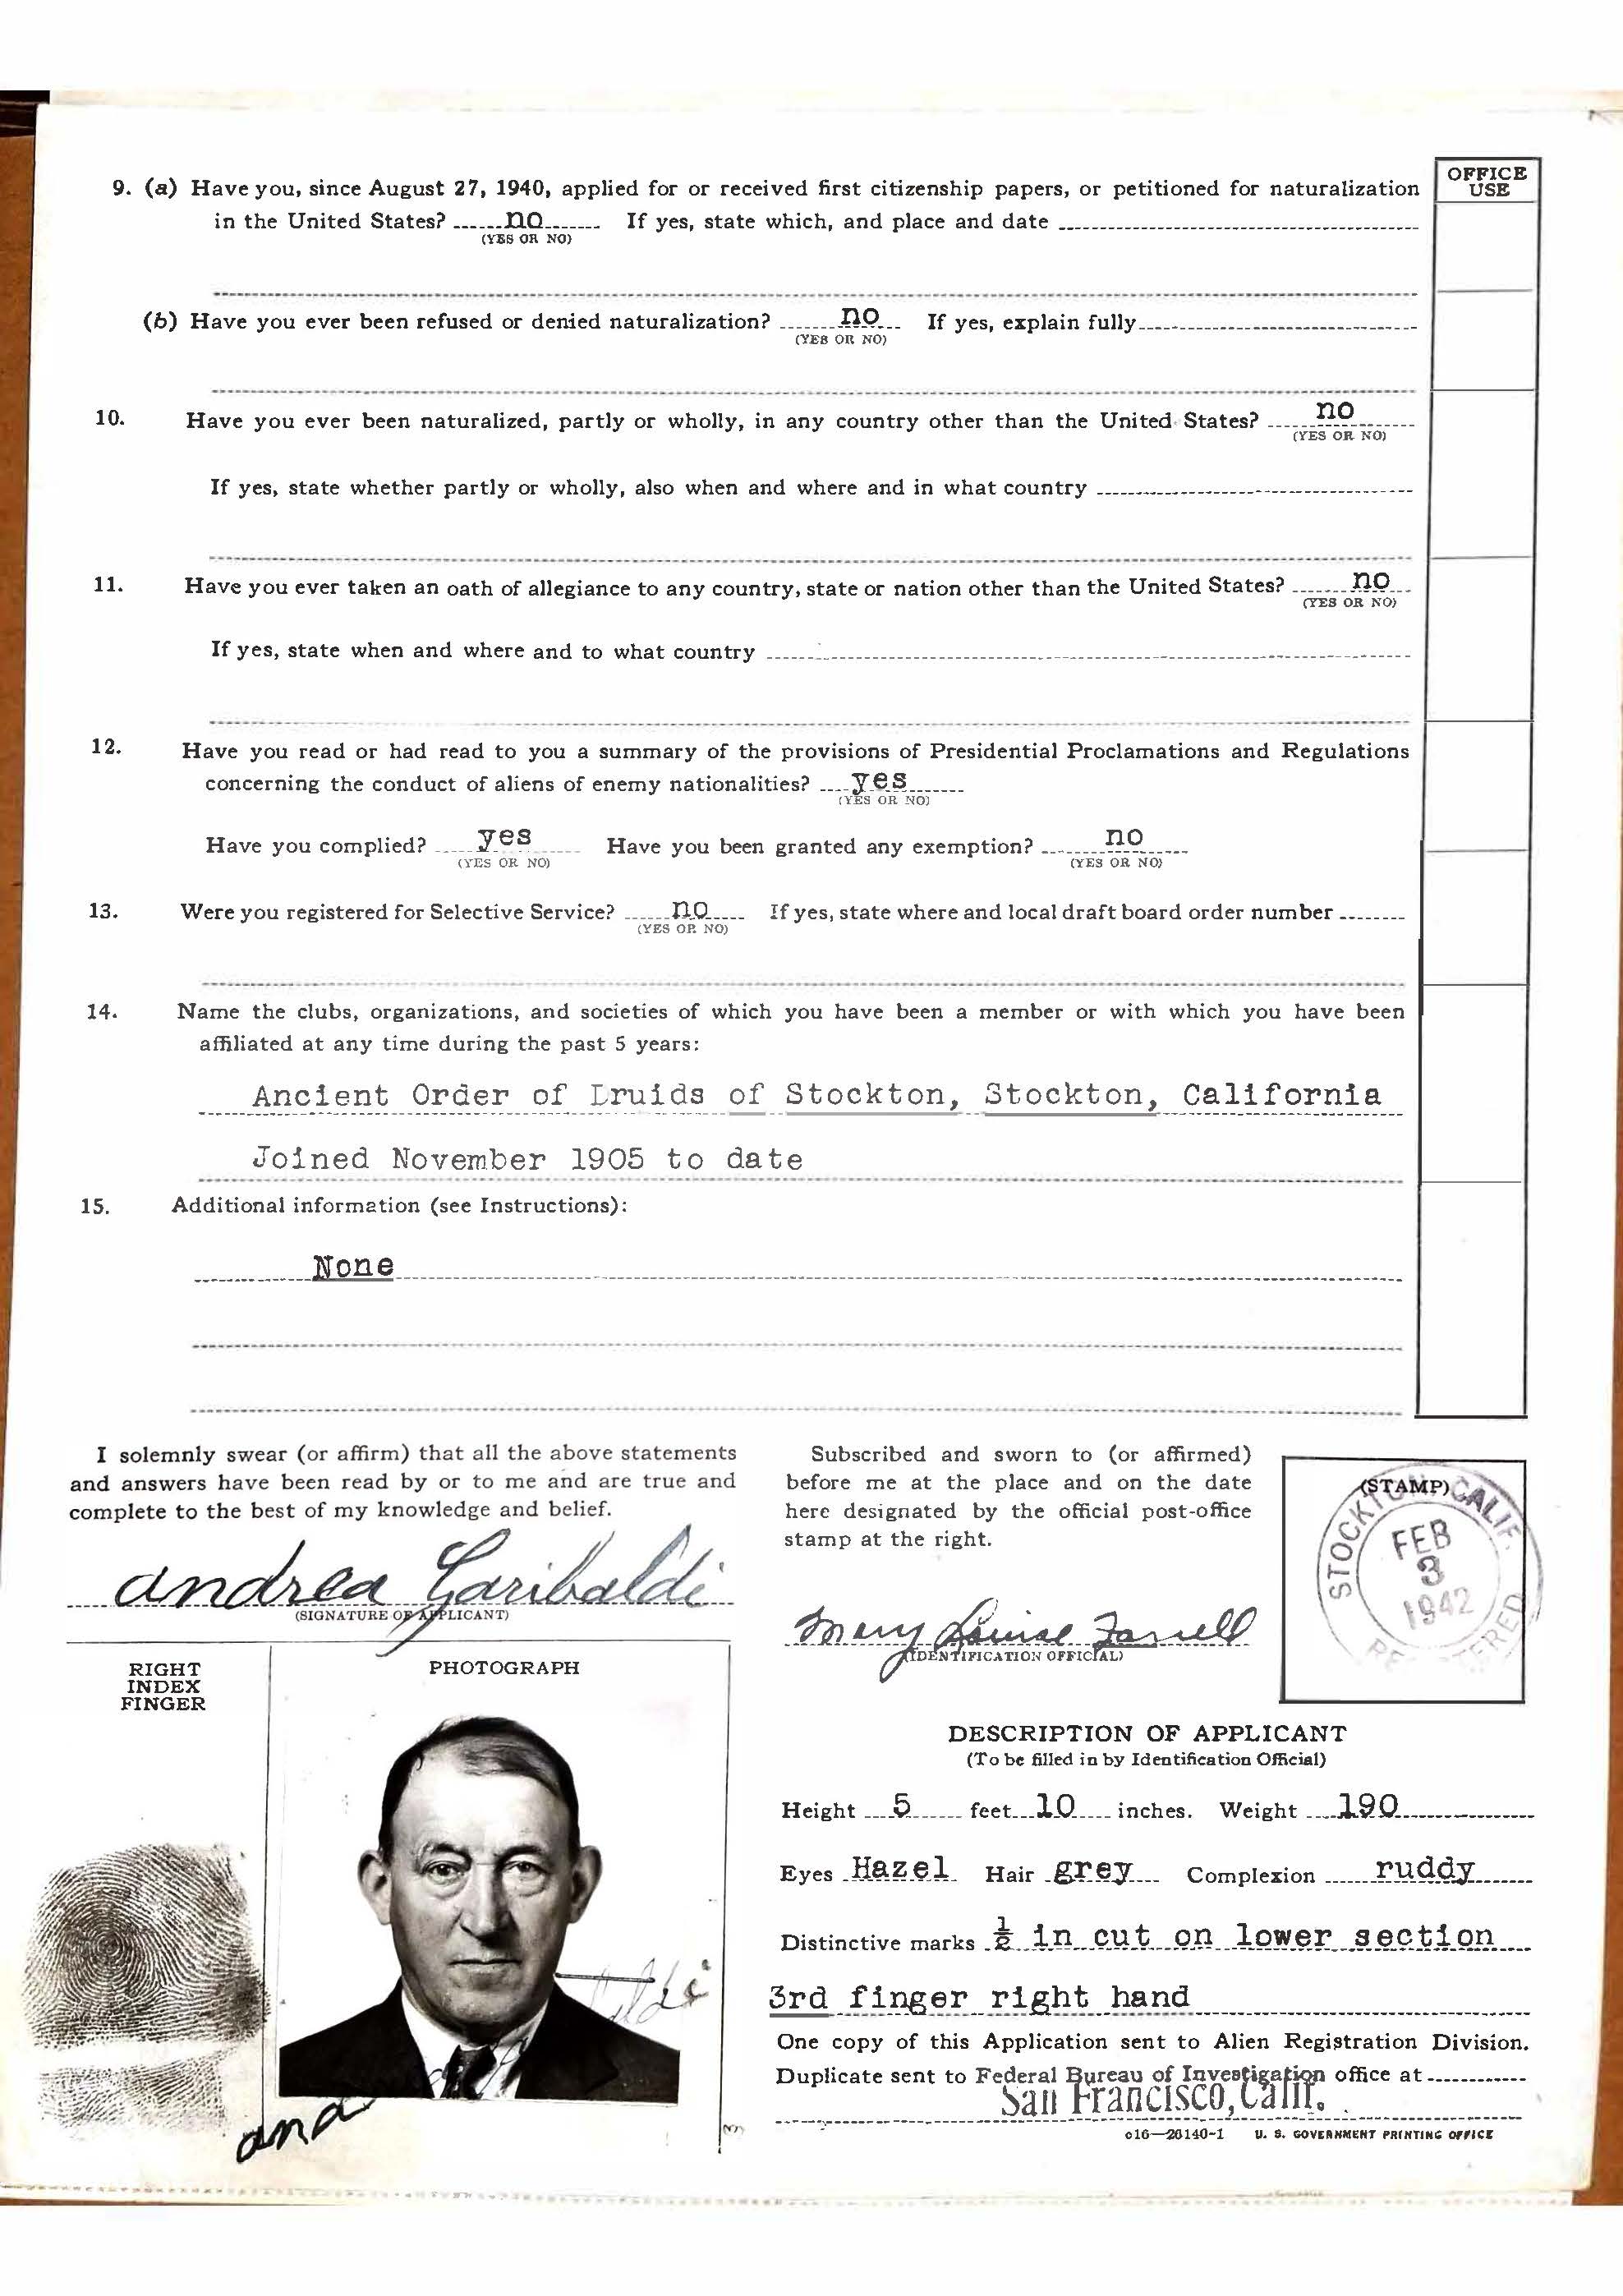 OFFICE USE
9. (a) Have you, since August 27, 1940, applied for or received first citizenship papers, or petitioned for naturalization
in the United States? no If yes, state which, and place and date
(YES OR NO)
(b) Have you ever been refused or denied naturalization? no If yes, explain fully
(YES OR NO)
10. Have you ever been naturalized, partly or wholly, in any country other than the United States? no
(YES OR NO)
If yes, state whether partly or wholly, also when and where and in what country
11. Have you ever taken an oath of allegiance to any country, state or nation other than the United States? no
(YES OR NO)
If yes, state when and where and to what country
12. Have you read or had read to you a summary of the provisions of Presidential Proclamations and Regulations
concerning the conduct of aliens of enemy nationalities? yes
(YES OR NO)
Have you complied? yes Have you been granted any exemption? no
(YES OR NO) (YES OR NO)
13. Were you registered for Selective Service? no If yes, state where and local draft board order number
(YES OR NO)
14. Name the clubs, organizations, and societies of which you have been a member or with which you have been
affiliated at any time during the past 5 years:
Ancient Order of Druids of Stockton, Stockton, California
Joined November 1905 to date
15. Additional information (see Instructions):
None
I solemnly swear (or affirm) that all the above statements
and answers have been read by or to me and are true and
complete to the best of my knowledge and belief.
andrea Garibaldi
(SIGNATURE OF APPLICANT)
Subscribed and sworn to (or affirmed)
before me at the place and on the date
here designated by the official post-office
stamp at the right.
Mary Louise Farrell
(IDENTIFICATION OFFICIAL)
(STAMP)
STOCKTON CALIF.
FEB
3
1942
REGISTERED
RIGHT
INDEX
FINGER
PHOTOGRAPH
DESCRIPTION OF APPLICANT
(To be filled in by Identification Official)
Height 5 feet 10 inches. Weight 190
Eyes Hazel Hair grey Complexion ruddy
Distinctive marks ½ in cut on lower section
3rd finger right hand
One copy of this Application sent to Alien Registration Division.
Duplicate sent to Federal Bureau of Investigation office at
San Francisco, Calif.
c16—26140-1 U. S. GOVERNMENT PRINTING OFFICE